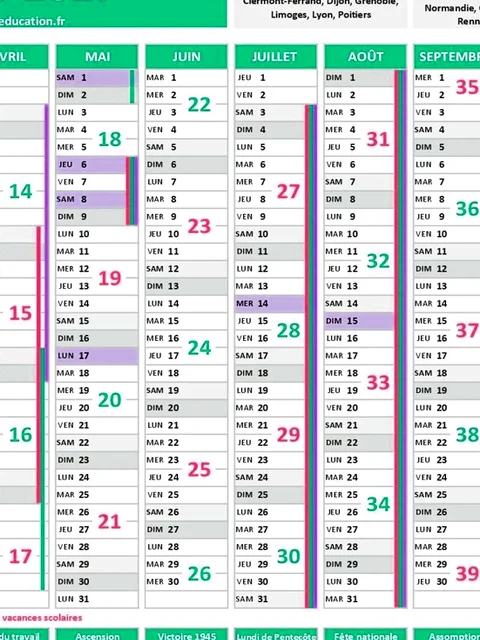 Clermont-Ferrand, Dijon, Grenoble,
Limoges, Lyon, Poitiers
Normandie,
Renn
education.fr
VRIL MAI JUIN JUILLET AOÛT SEPTEMB
SAM 1 MAR 1 JEU 1 DIM 1 MER 1
DIM 2 MER 2 VEN 2 LUN 2 JEU 2 35
LUN 3 JEU 3 22 SAM 3 MAR 3 VEN 3
MAR 4 18 VEN 4 DIM 4 MER 4 31 SAM 4
MER 5 SAM 5 LUN 5 JEU 5 DIM 5
JEU 6 DIM 6 MAR 6 VEN 6 LUN 6
14 VEN 7 LUN 7 MER 7 27 SAM 7 MAR 7
SAM 8 MAR 8 JEU 8 DIM 8 MER 8 36
DIM 9 MER 9 23 VEN 9 LUN 9 JEU 9
LUN 10 JEU 10 SAM 10 MAR 10 VEN 10
MAR 11 VEN 11 DIM 11 MER 11 32 SAM 11
MER 12 19 SAM 12 LUN 12 JEU 12 DIM 12
JEU 13 DIM 13 MAR 13 VEN 13 LUN 13
15 VEN 14 LUN 14 MER 14 SAM 14 MAR 14
SAM 15 MAR 15 JEU 15 28 DIM 15 MER 15 37
DIM 16 MER 16 24 VEN 16 LUN 16 JEU 16
LUN 17 JEU 17 SAM 17 MAR 17 VEN 17
MAR 18 VEN 18 DIM 18 MER 18 33 SAM 18
MER 19 20 SAM 19 LUN 19 JEU 19 DIM 19
JEU 20 DIM 20 MAR 20 VEN 20 LUN 20
16 VEN 21 LUN 21 MER 21 29 SAM 21 MAR 21
SAM 22 MAR 22 JEU 22 DIM 22 MER 22 38
DIM 23 MER 23 25 VEN 23 LUN 23 JEU 23
LUN 24 JEU 24 SAM 24 MAR 24 VEN 24
MAR 25 VEN 25 DIM 25 MER 25 34 SAM 25
MER 26 21 SAM 26 LUN 26 JEU 26 DIM 26
JEU 27 DIM 27 MAR 27 VEN 27 LUN 27
17 VEN 28 LUN 28 MER 28 30 SAM 28 MAR 28
SAM 29 MAR 29 JEU 29 DIM 29 MER 29 39
DIM 30 MER 30 26 VEN 30 LUN 30 JEU 30
LUN 31 SAM 31 MAR 31
vacances scolaires
du travail Ascension Victoire 1945 Lundi de Pentecôte Fête nationale Assomption